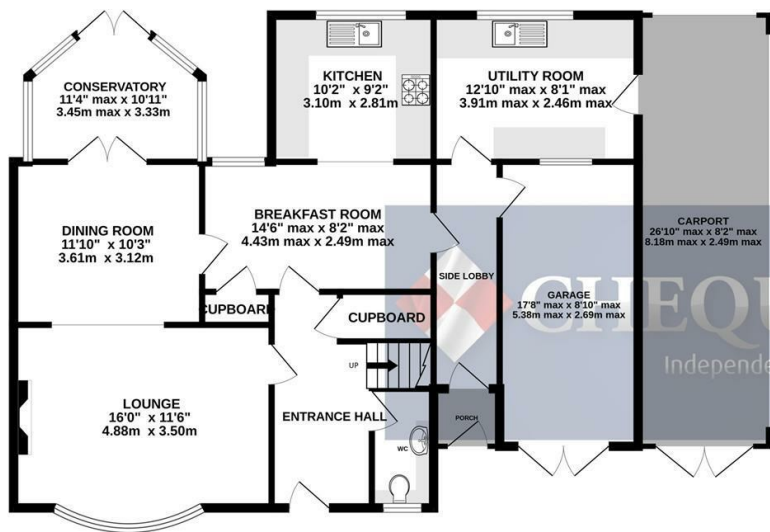 CONSERVATORY
11'4" max x 10'11"
3.45m max x 3.33m
KITCHEN
10'2" x 9'2"
3.10m x 2.81m
UTILITY ROOM
12'10" max x 8'1" max
3.91m max x 2.46m max
DINING ROOM
11'10" x 10'3"
3.61m x 3.12m
BREAKFAST ROOM
14'6" max x 8'2" max
4.43m max x 2.49m max
CARPORT
26'10" max x 8'2" max
8.18m max x 2.49m max
SIDE LOBBY
GARAGE
17'8" max x 8'10" max
5.38m max x 2.69m max
CUPBOARD
CUPBOARD
CHEQU
Independe
UP
LOUNGE
16'0" x 11'6"
4.88m x 3.50m
ENTRANCE HALL
PORCH
WC